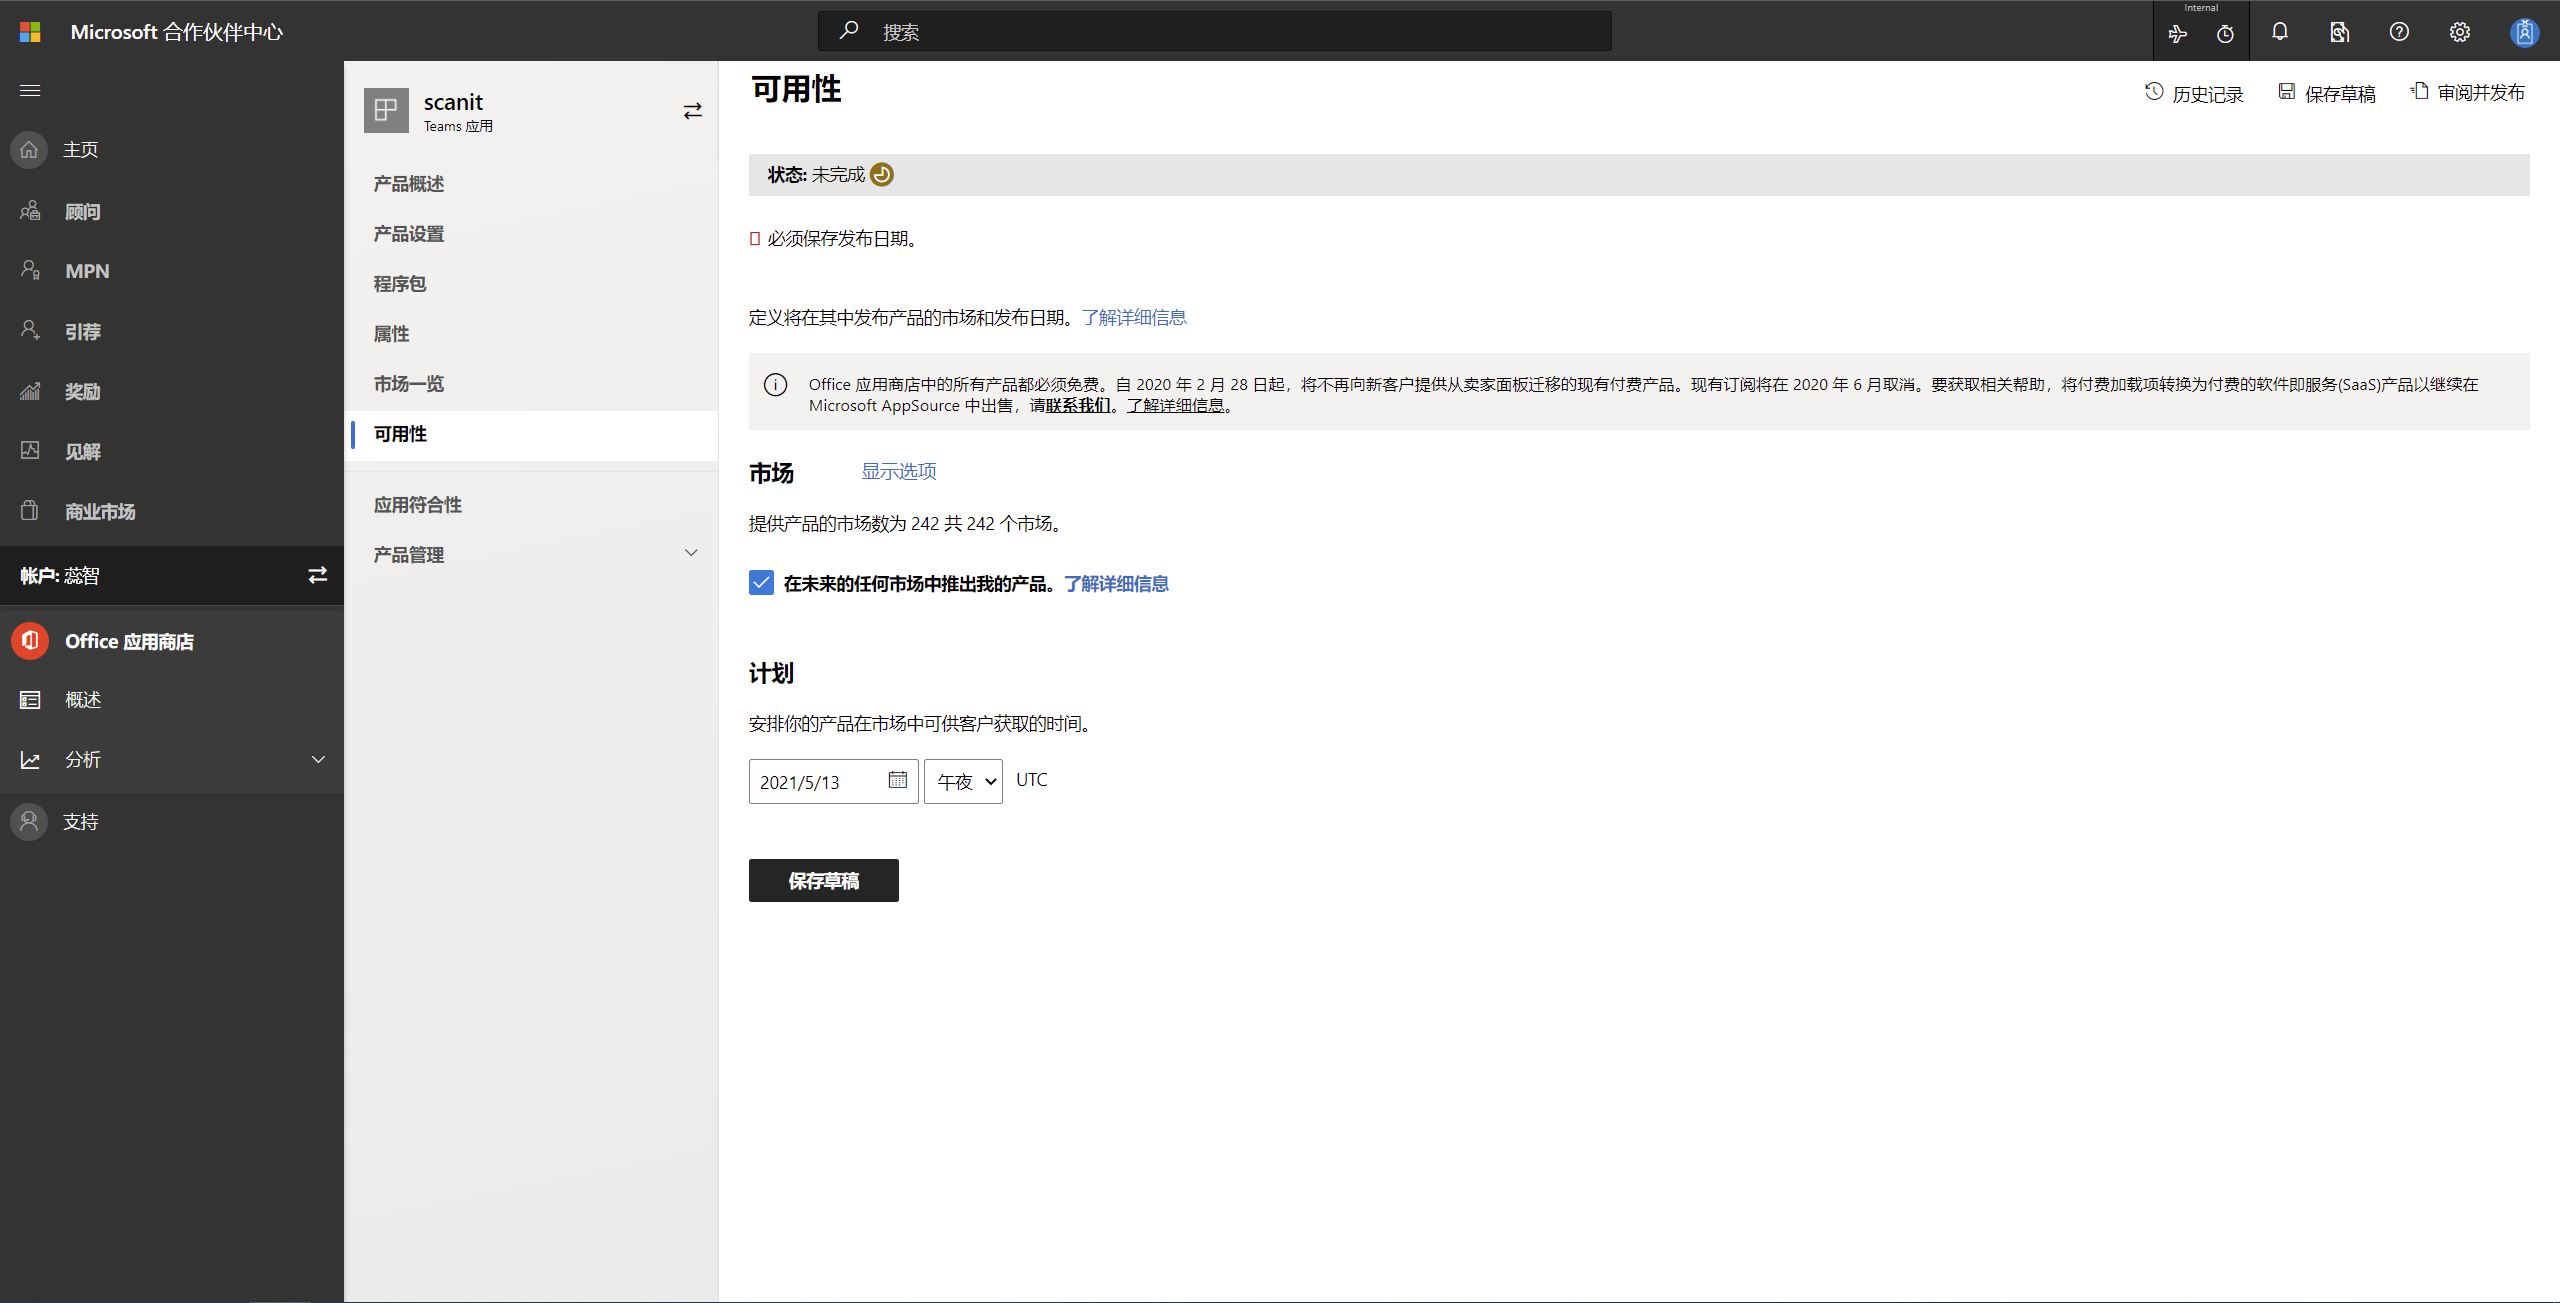 Microsoft 合作伙伴中心
搜索
Internal
主页
顾问
MPN
引荐
奖励
见解
商业市场
帐户: 蕊智
Office 应用商店
概述
分析
支持
scanit
Teams 应用
产品概述
产品设置
程序包
属性
市场一览
可用性
应用符合性
产品管理
可用性
历史记录
保存草稿
审阅并发布
状态: 未完成
必须保存发布日期。
定义将在其中发布产品的市场和发布日期。了解详细信息
Office 应用商店中的所有产品都必须免费。自 2020 年 2 月 28 日起，将不再向新客户提供从卖家面板迁移的现有付费产品。现有订阅将在 2020 年 6 月取消。要获取相关帮助，将付费加载项转换为付费的软件即服务(SaaS)产品以继续在
Microsoft AppSource 中出售，请联系我们。了解详细信息。
市场
显示选项
提供产品的市场数为 242 共 242 个市场。
在未来的任何市场中推出我的产品。了解详细信息
计划
安排你的产品在市场中可供客户获取的时间。
2021/5/13
午夜
UTC
保存草稿